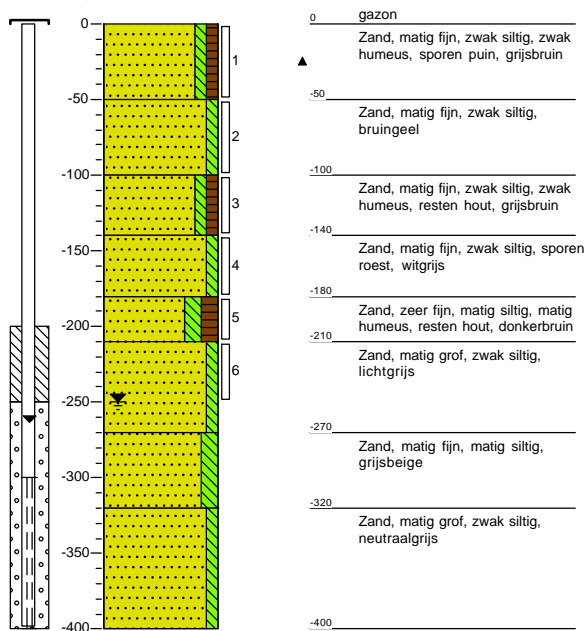 0
-50
-100
-150
-200
-250
-300
-350
-400
1
2
3
4
5
6
0
gazon
Zand, matig fijn, zwak siltig, zwak
humeus, sporen puin, grijsbruin
-50
Zand, matig fijn, zwak siltig,
bruingeel
-100
Zand, matig fijn, zwak siltig, zwak
humeus, resten hout, grijsbruin
-140
Zand, matig fijn, zwak siltig, sporen
roest, witgrijs
-180
Zand, zeer fijn, matig siltig, matig
humeus, resten hout, donkerbruin
-210
Zand, matig grof, zwak siltig,
lichtgrijs
-270
Zand, matig fijn, matig siltig,
grijsbeige
-320
Zand, matig grof, zwak siltig,
neutraalgrijs
-400